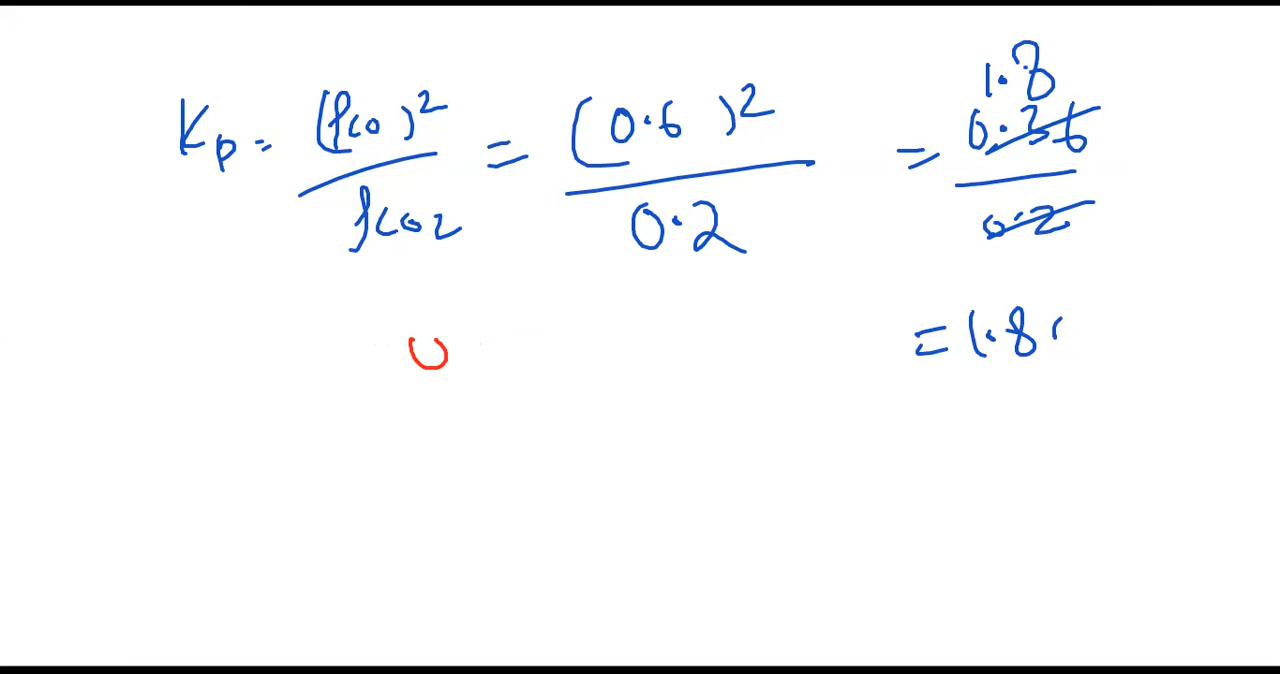 Kp = (Pco)² / Pco2 = (0.6)² / 0.2 = 1.8 0.36 / 0.2
= 1.8